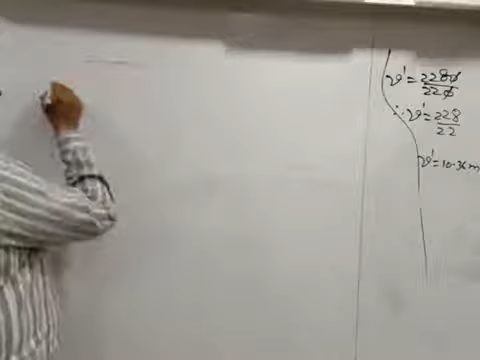 v' = 2280/220
∴ v' = 228/22
v' = 10.36 m